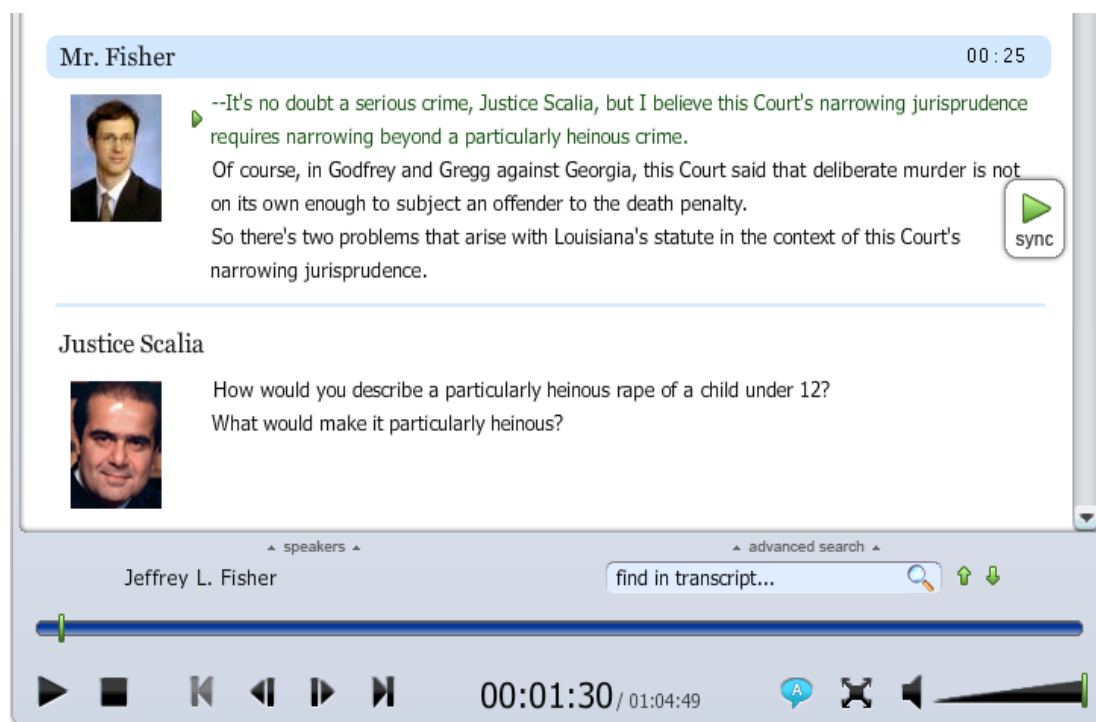 Mr. Fisher 00:25
--It's no doubt a serious crime, Justice Scalia, but I believe this Court's narrowing jurisprudence
requires narrowing beyond a particularly heinous crime.
Of course, in Godfrey and Gregg against Georgia, this Court said that deliberate murder is not
on its own enough to subject an offender to the death penalty.
So there's two problems that arise with Louisiana's statute in the context of this Court's
narrowing jurisprudence.
sync
Justice Scalia
How would you describe a particularly heinous rape of a child under 12?
What would make it particularly heinous?
speakers advanced search
Jeffrey L. Fisher find in transcript...
00:01:30 / 01:04:49 A